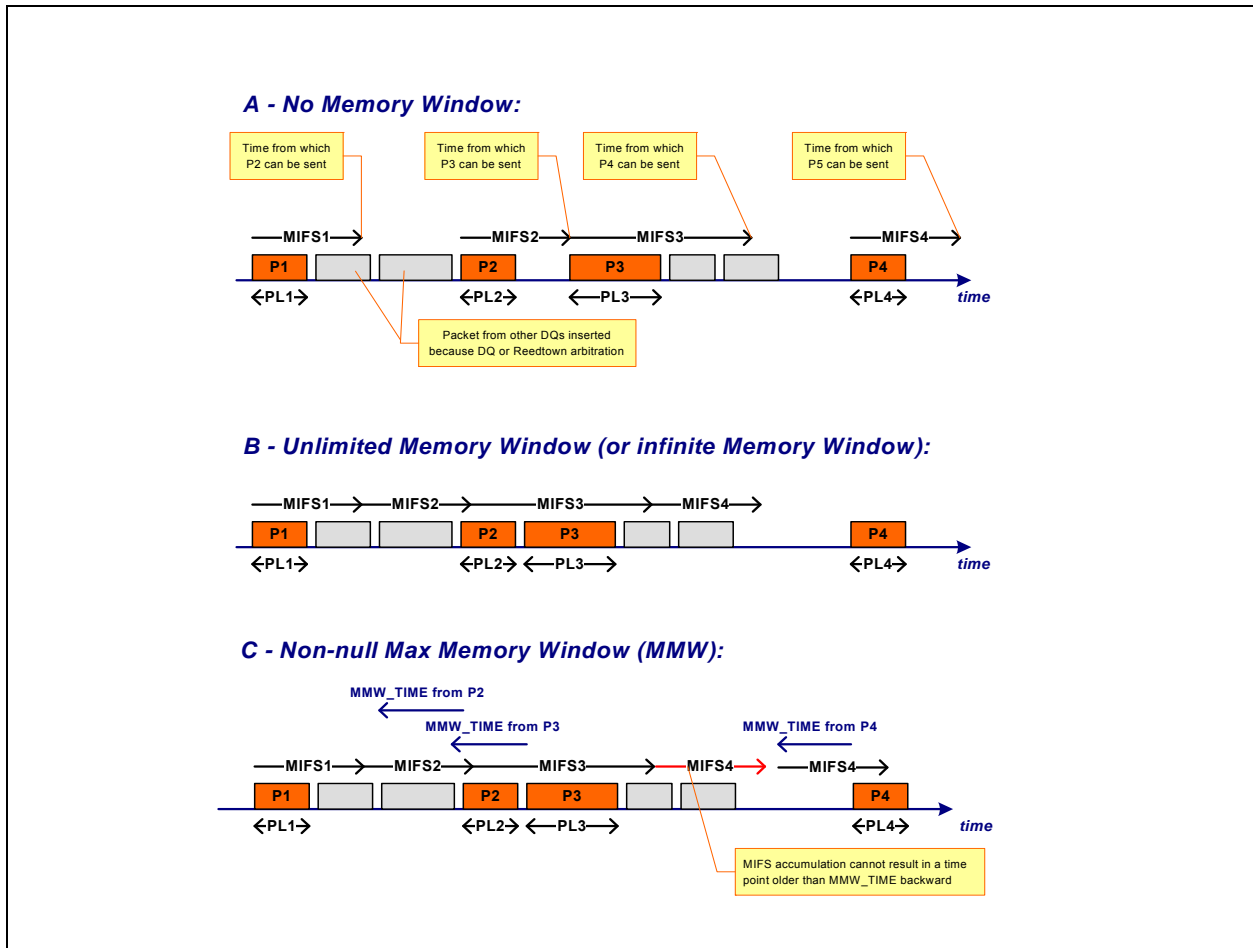 A - No Memory Window:
Time from which
P2 can be sent
Time from which
P3 can be sent
Time from which
P4 can be sent
Time from which
P5 can be sent
MIFS1
MIFS2
MIFS3
MIFS4
P1
P2
P3
P4
PL1
PL2
PL3
PL4
time
Packet from other DQs inserted
because DQ or Reedtown arbitration
B - Unlimited Memory Window (or infinite Memory Window):
MIFS1
MIFS2
MIFS3
MIFS4
P1
P2
P3
P4
PL1
PL2
PL3
PL4
time
C - Non-null Max Memory Window (MMW):
MMW_TIME from P2
MMW_TIME from P3
MMW_TIME from P4
MIFS1
MIFS2
MIFS3
MIFS4
MIFS4
P1
P2
P3
P4
PL1
PL2
PL3
PL4
time
MIFS accumulation cannot result in a time
point older than MMW_TIME backward